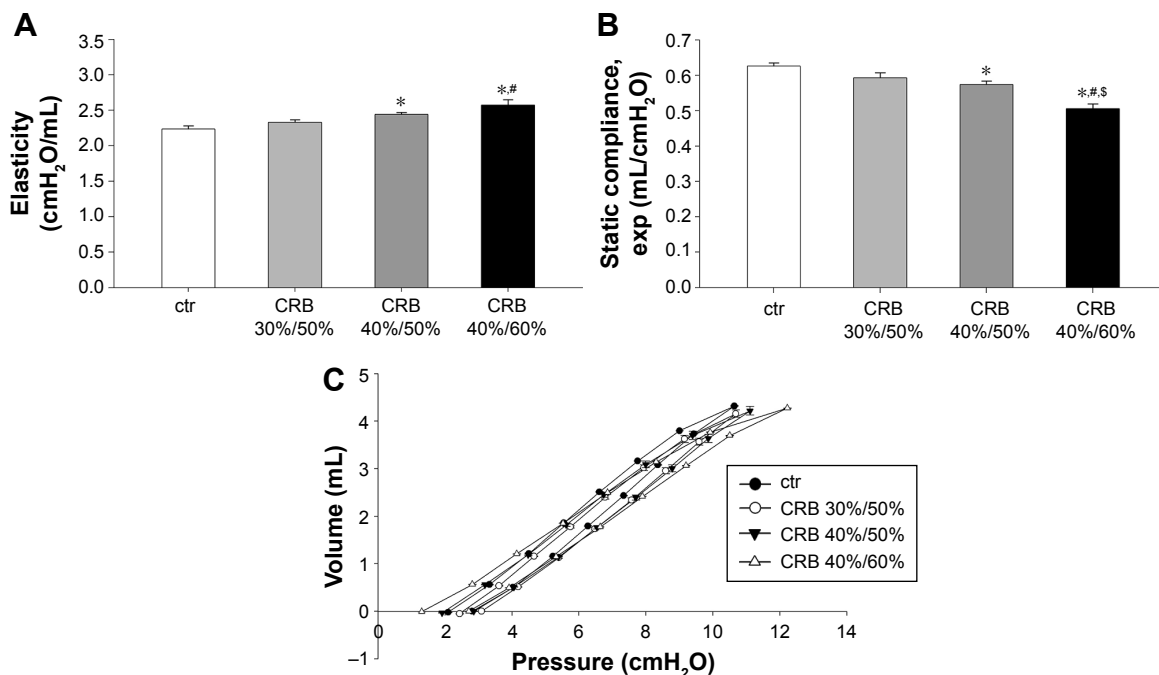 A
Elasticity
(cmH₂O/mL)
3.5
3.0
2.5
2.0
1.5
1.0
0.5
0.0
*
*,#
ctr
CRB
30%/50%
CRB
40%/50%
CRB
40%/60%
B
Static compliance,
exp (mL/cmH₂O)
0.7
0.6
0.5
0.4
0.3
0.2
0.1
0.0
*
*,#,$
ctr
CRB
30%/50%
CRB
40%/50%
CRB
40%/60%
C
Volume (mL)
5
4
3
2
1
0
–1
0
2
4
6
8
10
12
14
Pressure (cmH₂O)
ctr
CRB 30%/50%
CRB 40%/50%
CRB 40%/60%